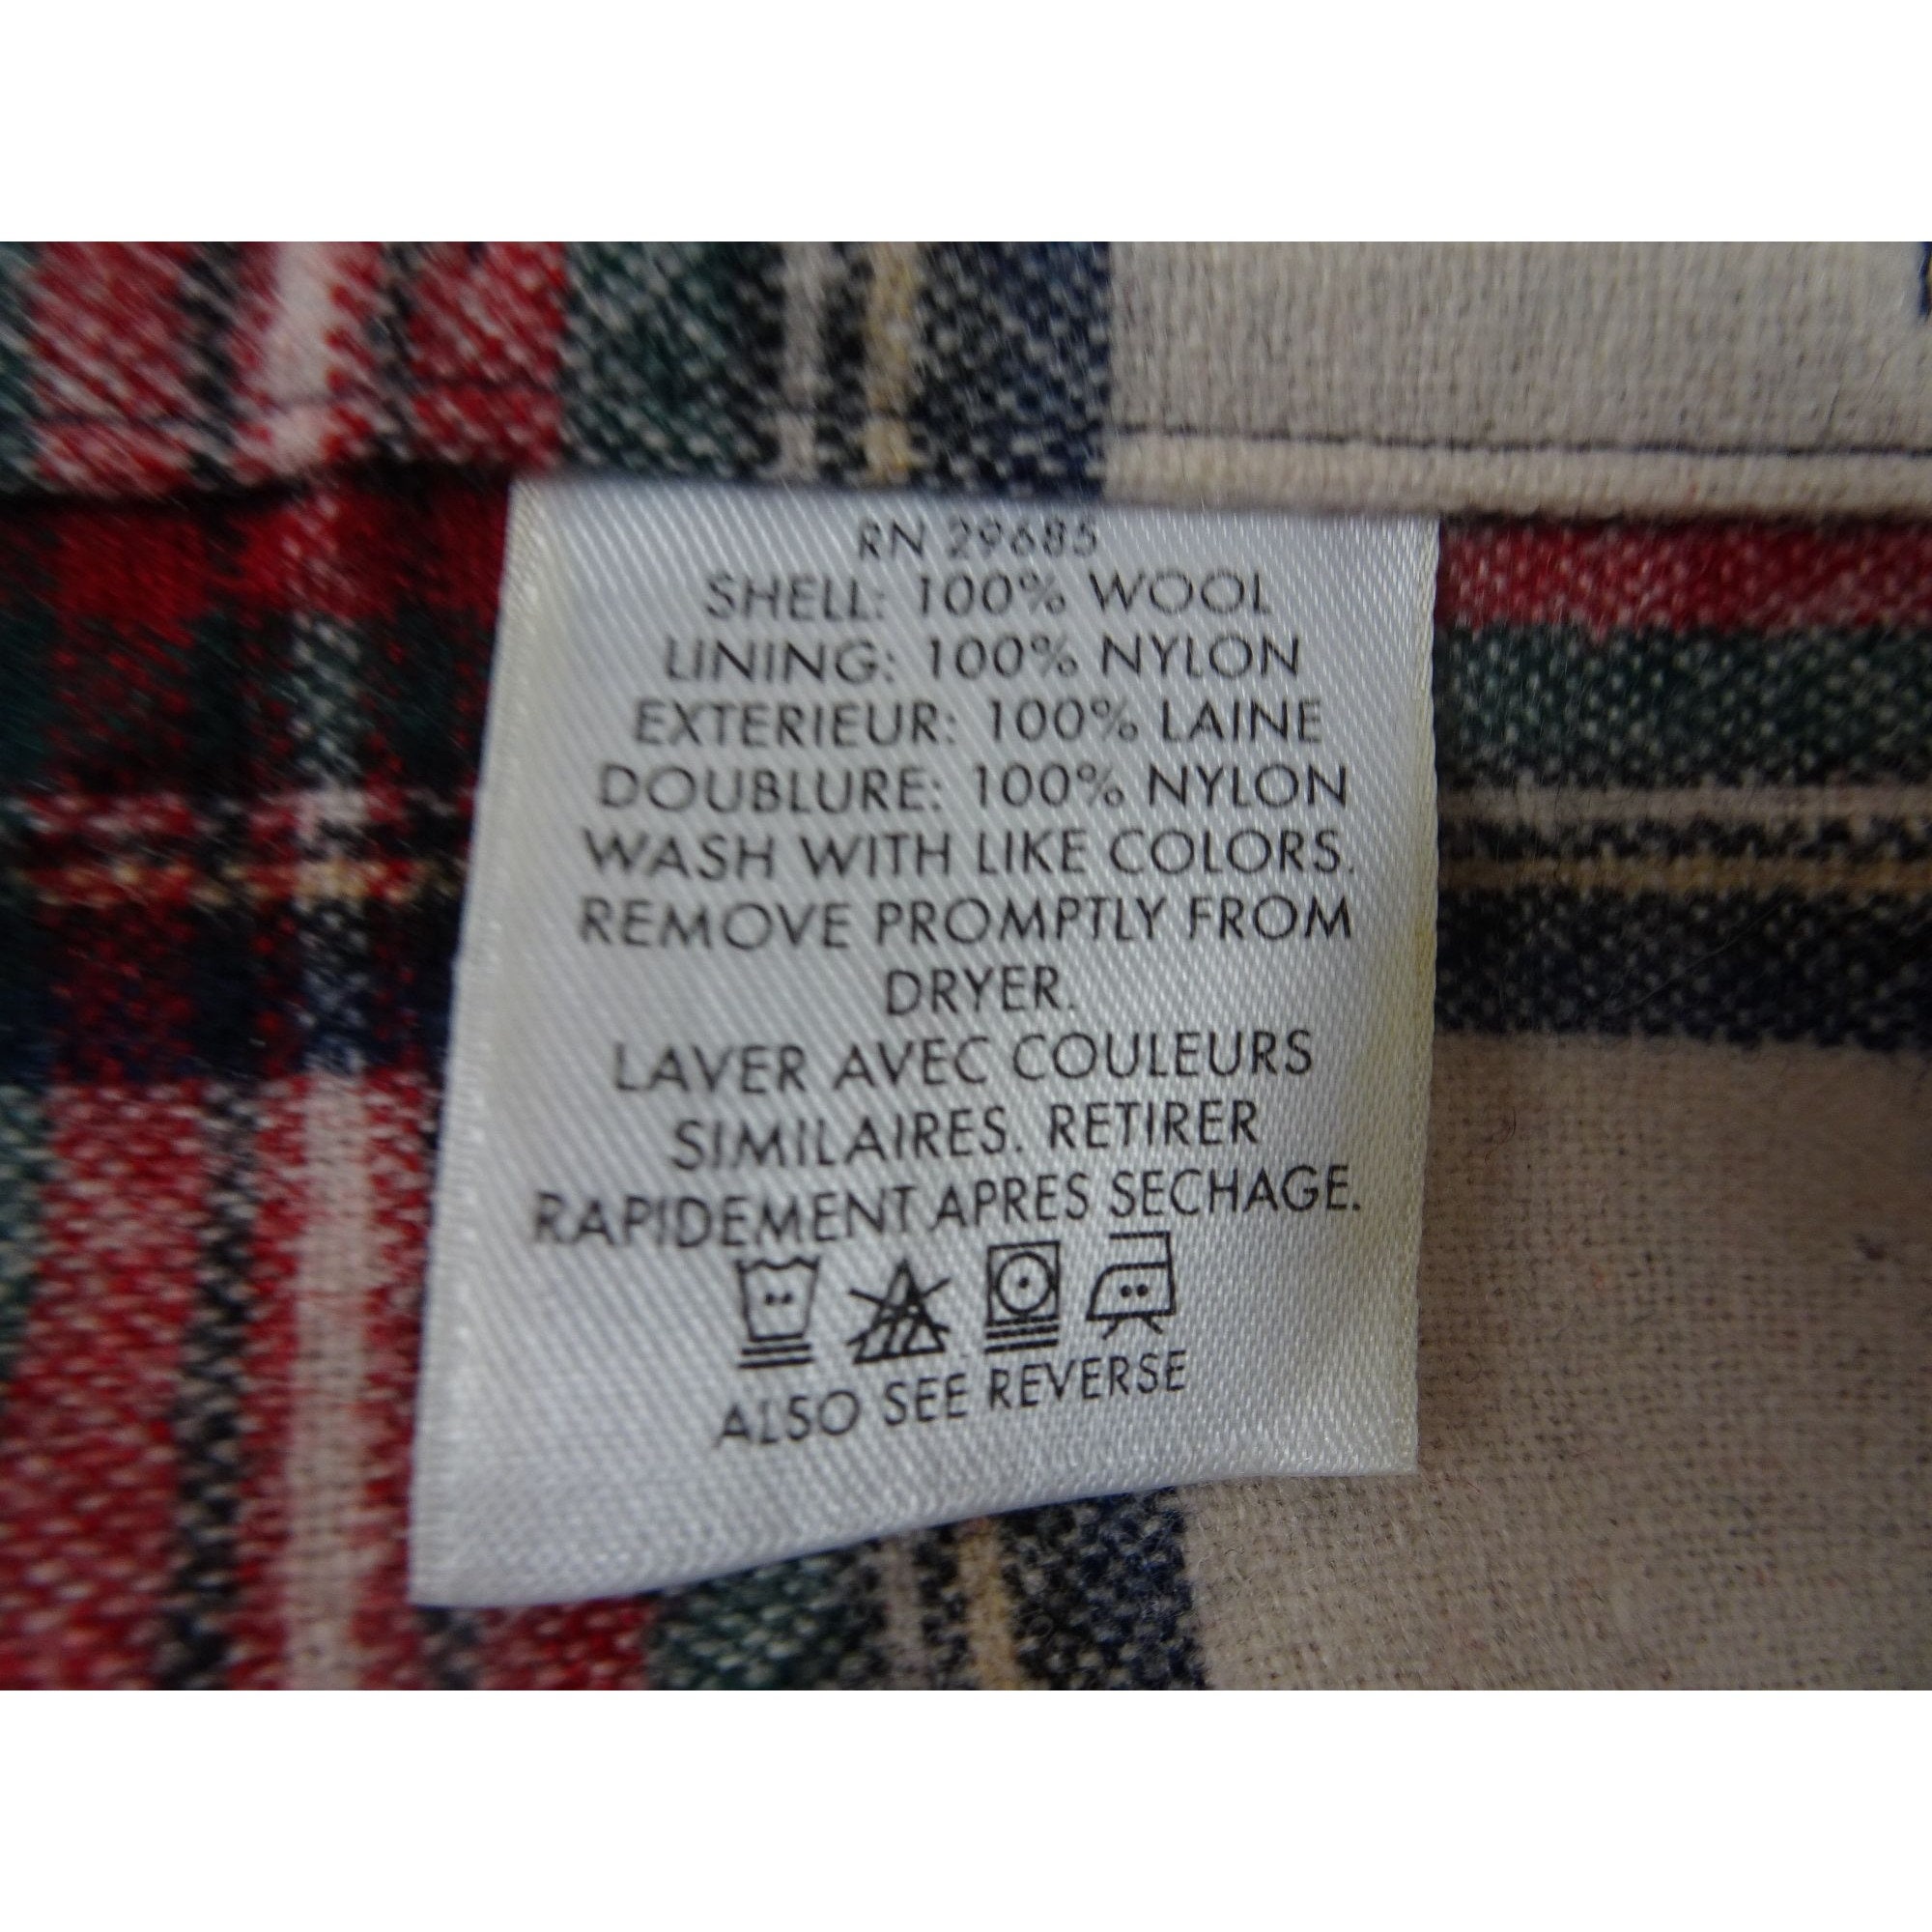 RN 29685
SHELL: 100% WOOL
LINING: 100% NYLON
EXTERIEUR: 100% LAINE
DOUBLURE: 100% NYLON
WASH WITH LIKE COLORS.
REMOVE PROMPTLY FROM
DRYER.
LAVER AVEC COULEURS
SIMILAIRES. RETIRER
RAPIDEMENT APRES SECHAGE.
ALSO SEE REVERSE